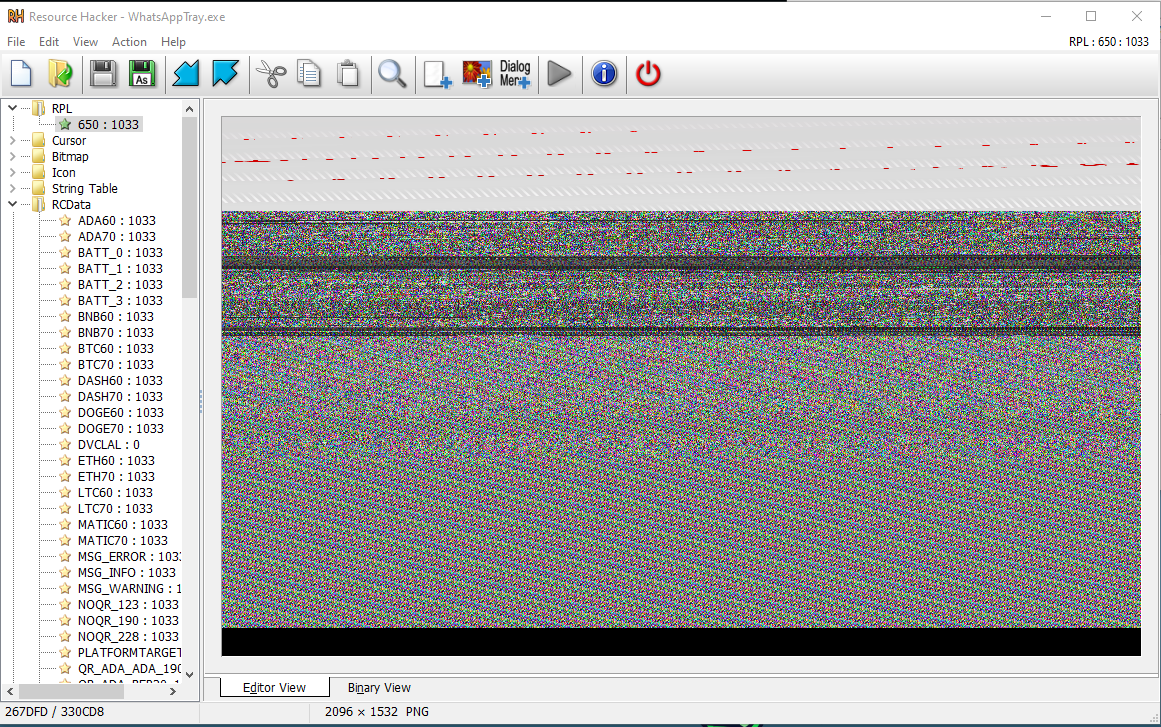 Resource Hacker - WhatsAppTray.exe
File Edit View Action Help
RPL : 650 : 1033
As
Dialog
Menu
RPL
650 : 1033
Cursor
Bitmap
Icon
String Table
RCData
ADA60 : 1033
ADA70 : 1033
BATT_0 : 1033
BATT_1 : 1033
BATT_2 : 1033
BATT_3 : 1033
BNB60 : 1033
BNB70 : 1033
BTC60 : 1033
BTC70 : 1033
DASH60 : 1033
DASH70 : 1033
DOGE60 : 1033
DOGE70 : 1033
DVCLAL : 0
ETH60 : 1033
ETH70 : 1033
LTC60 : 1033
LTC70 : 1033
MATIC60 : 1033
MATIC70 : 1033
MSG_ERROR : 103
MSG_INFO : 1033
MSG_WARNING : 1
NOQR_123 : 1033
NOQR_190 : 1033
NOQR_228 : 1033
PLATFORMTARGET
QR_ADA_ADA_190
Editor View Binary View
267DFD / 330CD8
2096 × 1532 PNG